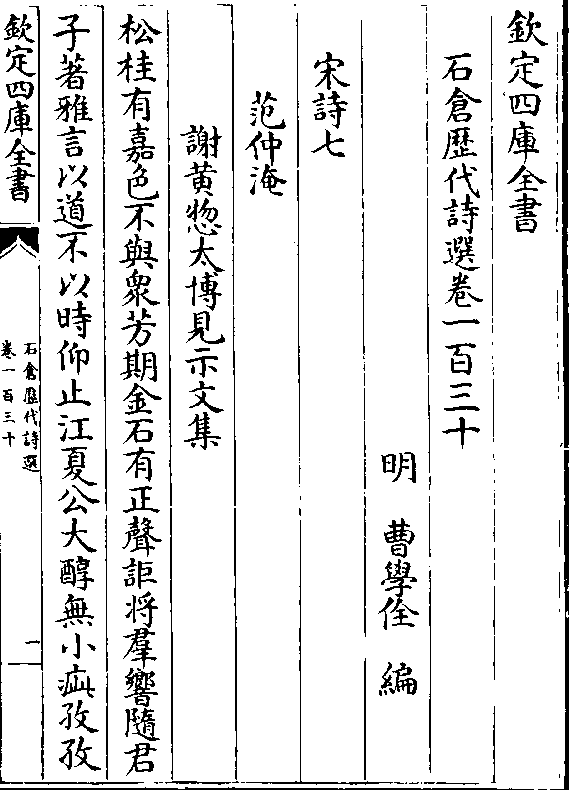 欽定四庫全書
石倉歷代詩選卷一百三十
明 曹學佺 編
宋詩七
范仲淹
謝黄惣太博見示文集
松桂有嘉色不與衆芳期金石有正聲詎将羣響隨君
子著雅言以道不以時仰止江夏公大醇無小疵孜孜
欽定四庫全書
石倉歷代詩選
卷一百三十
一